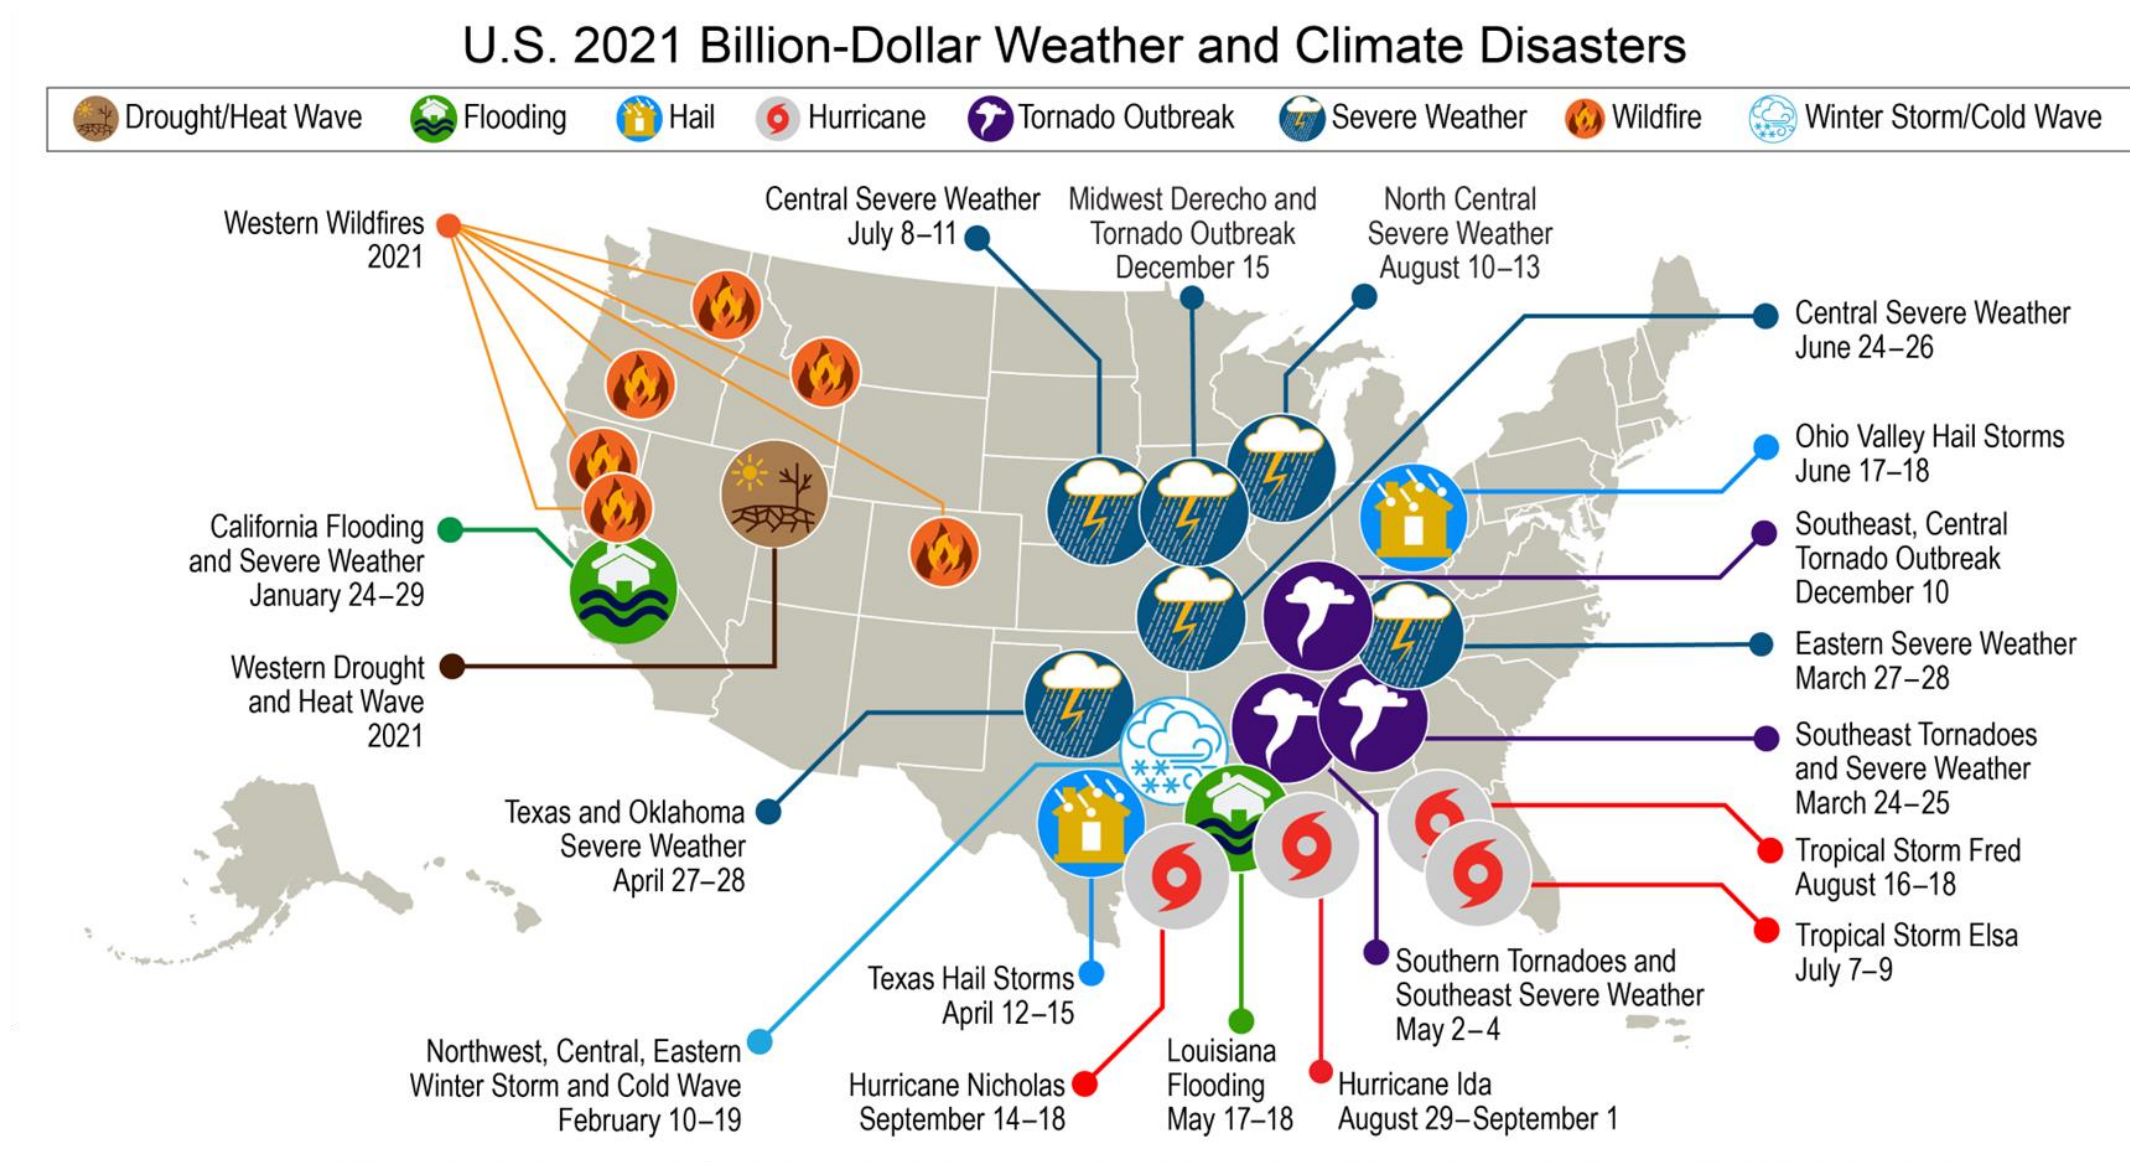 U.S. 2021 Billion-Dollar Weather and Climate Disasters
Drought/Heat Wave
Flooding
Hail
Hurricane
Tornado Outbreak
Severe Weather
Wildfire
Winter Storm/Cold Wave
Western Wildfires
2021
Central Severe Weather
July 8–11
Midwest Derecho and
Tornado Outbreak
December 15
North Central
Severe Weather
August 10–13
Central Severe Weather
June 24–26
Ohio Valley Hail Storms
June 17–18
Southeast, Central
Tornado Outbreak
December 10
Eastern Severe Weather
March 27–28
Southeast Tornadoes
and Severe Weather
March 24–25
Tropical Storm Fred
August 16–18
Tropical Storm Elsa
July 7–9
California Flooding
and Severe Weather
January 24–29
Western Drought
and Heat Wave
2021
Texas and Oklahoma
Severe Weather
April 27–28
Texas Hail Storms
April 12–15
Northwest, Central, Eastern
Winter Storm and Cold Wave
February 10–19
Hurricane Nicholas
September 14–18
Louisiana
Flooding
May 17–18
Hurricane Ida
August 29–September 1
Southern Tornadoes and
Southeast Severe Weather
May 2–4